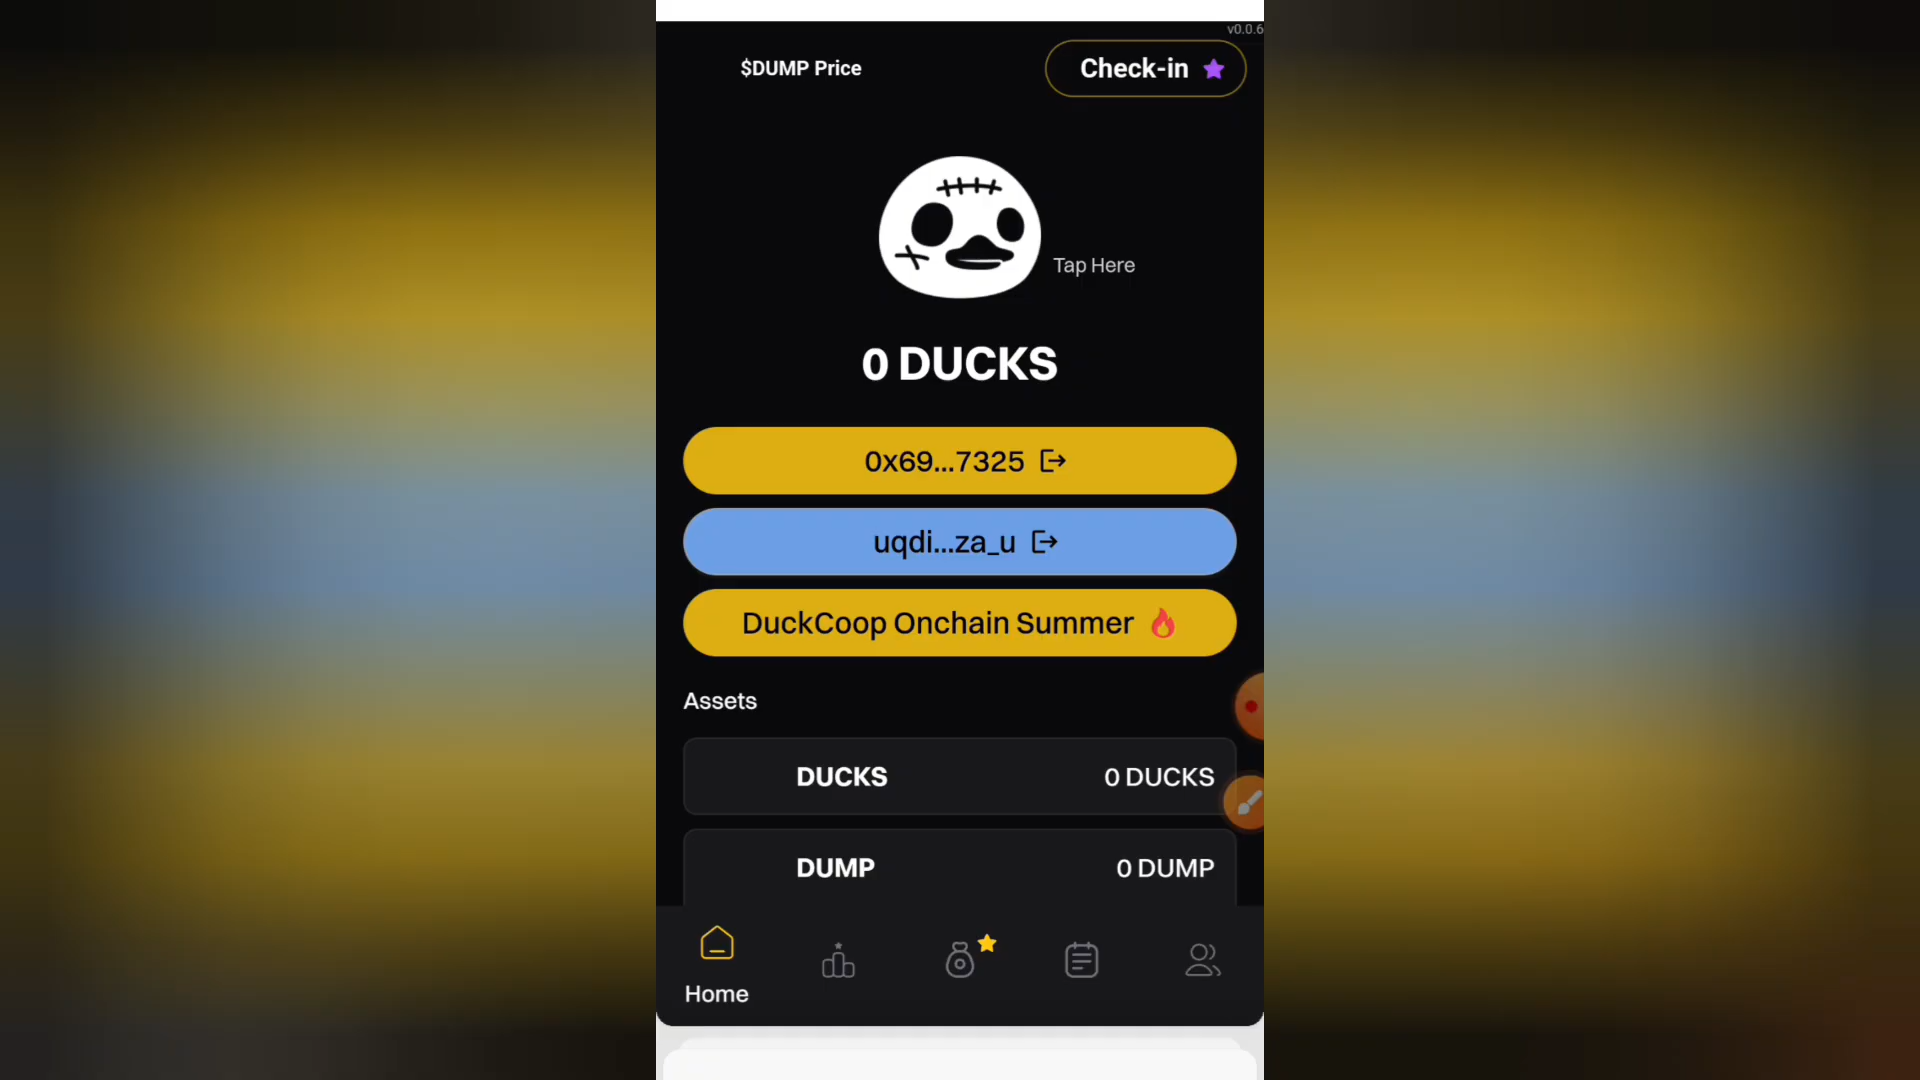 v0.0.6
$DUMP Price
Check-in
Tap Here
0 DUCKS
0x69...7325
uqdi...za_u
DuckCoop Onchain Summer 🔥
Assets
DUCKS 0 DUCKS
DUMP 0 DUMP
Home